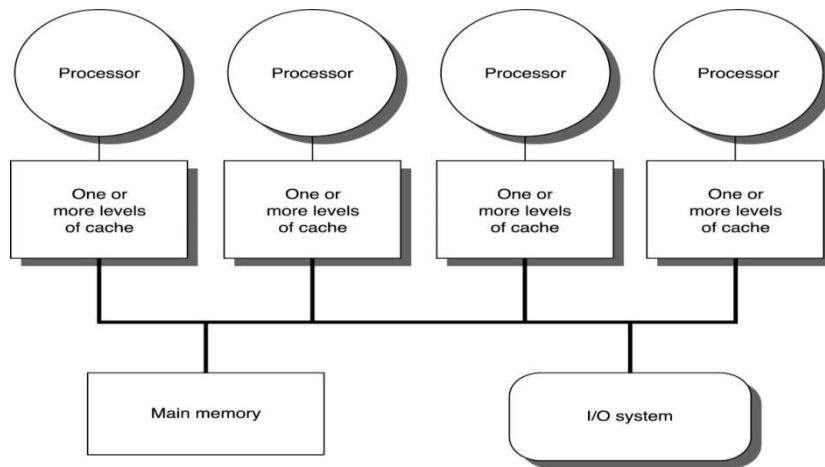 Processor
Processor
Processor
Processor
One or
more levels
of cache
One or
more levels
of cache
One or
more levels
of cache
One or
more levels
of cache
Main memory
I/O system